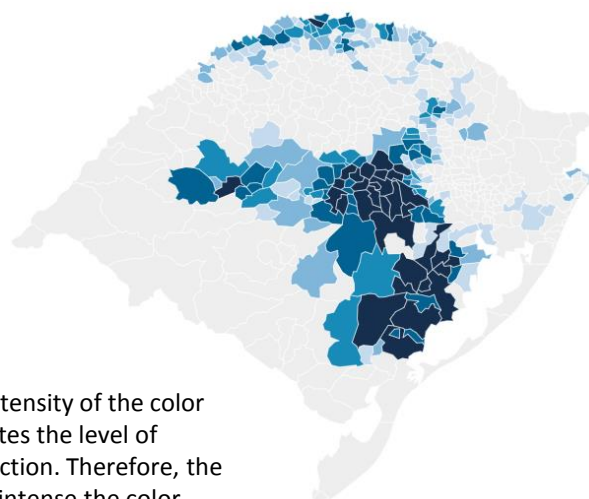 tensity of the color
tes the level of
ction. Therefore, the
intense the color